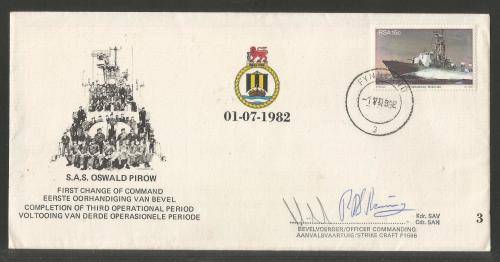 RSA 15c
01-07-1982
3
S.A.S. OSWALD PIROW
FIRST CHANGE OF COMMAND
EERSTE OORHANDIGING VAN BEVEL
COMPLETION OF THIRD OPERATIONAL PERIOD
VOLTOOING VAN DERDE OPERASIONELE PERIODE
Kdr. SAV
Cdr. SAN
BEVELVOERDER/OFFICER COMMANDING
AANVALSVAARTUIG/STRIKE CRAFT P1566
3